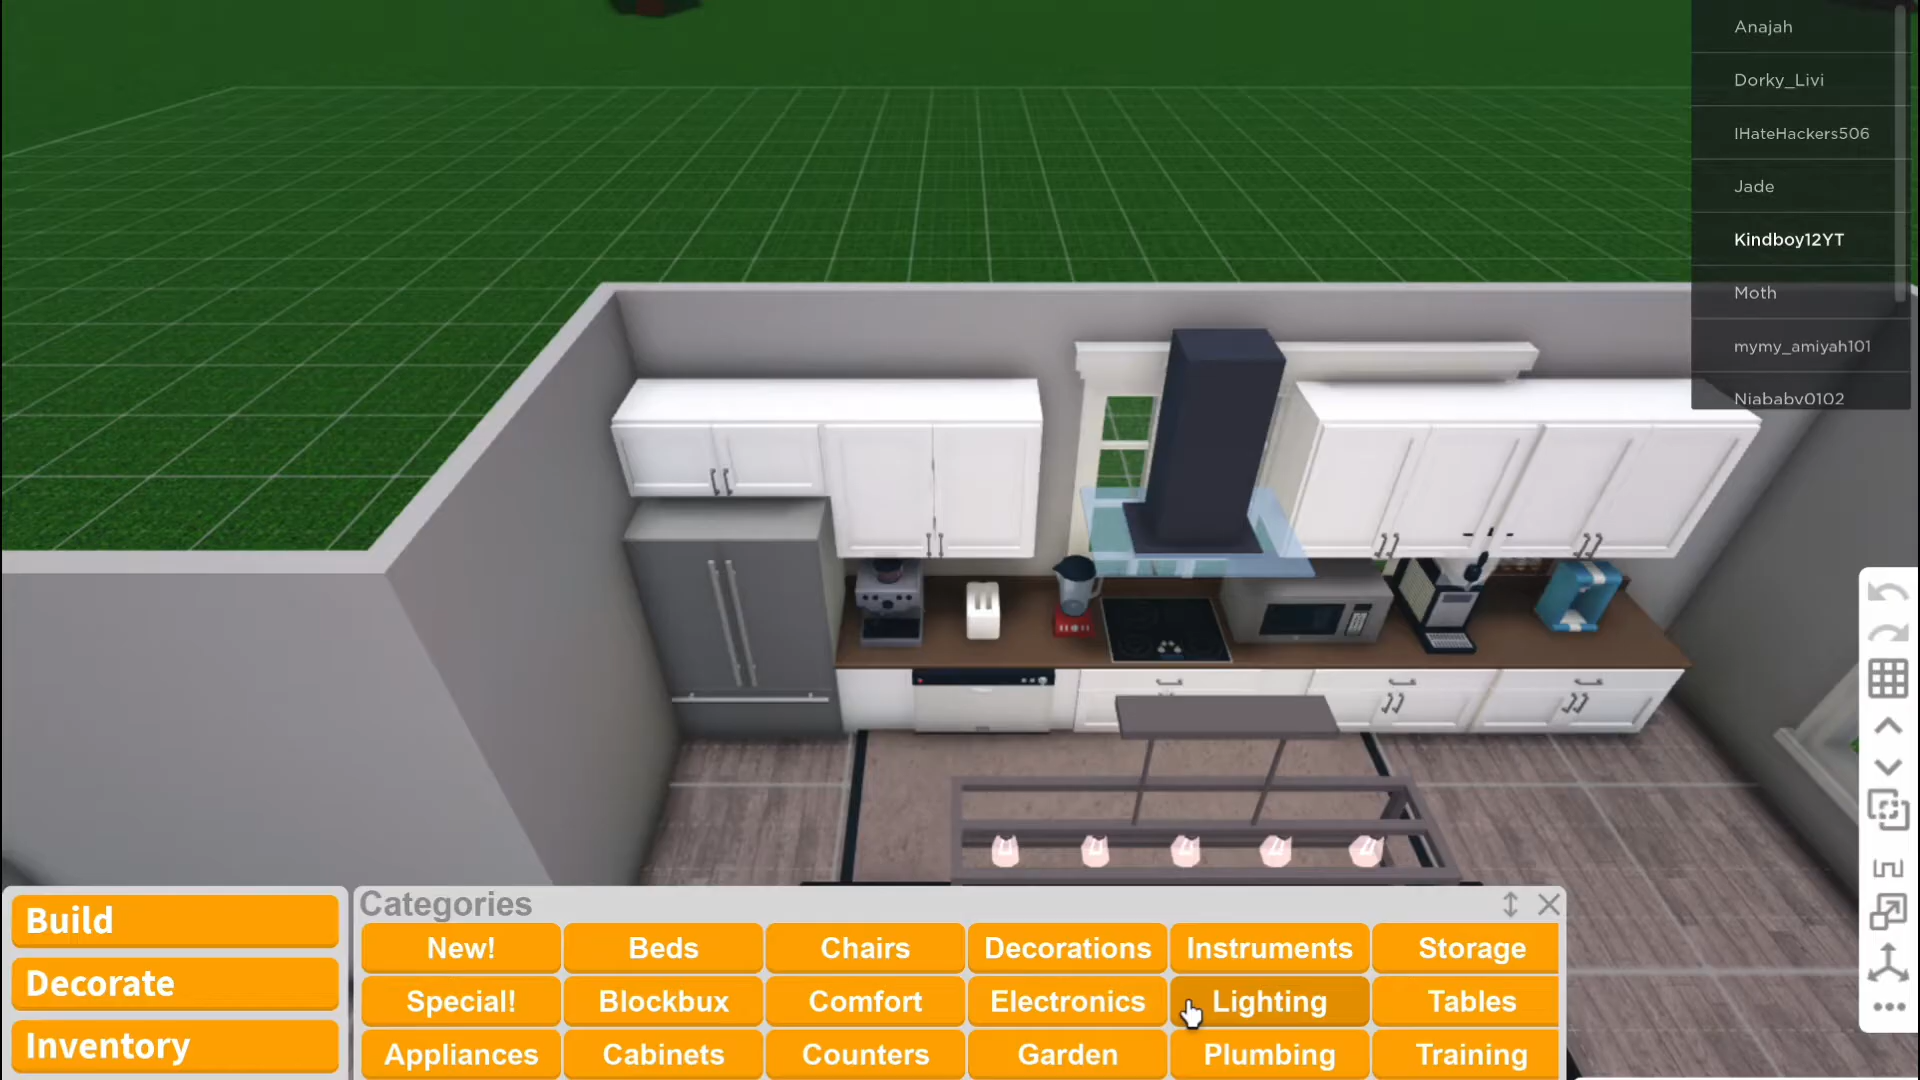 Anajah
Dorky_Livi
IHateHackers506
Jade
Kindboy12YT
Moth
mymy_amiyah101
Niababy0102
Build
Decorate
Inventory
Categories
New! Beds Chairs Decorations Instruments Storage
Special! Blockbux Comfort Electronics Lighting Tables
Appliances Cabinets Counters Garden Plumbing Training